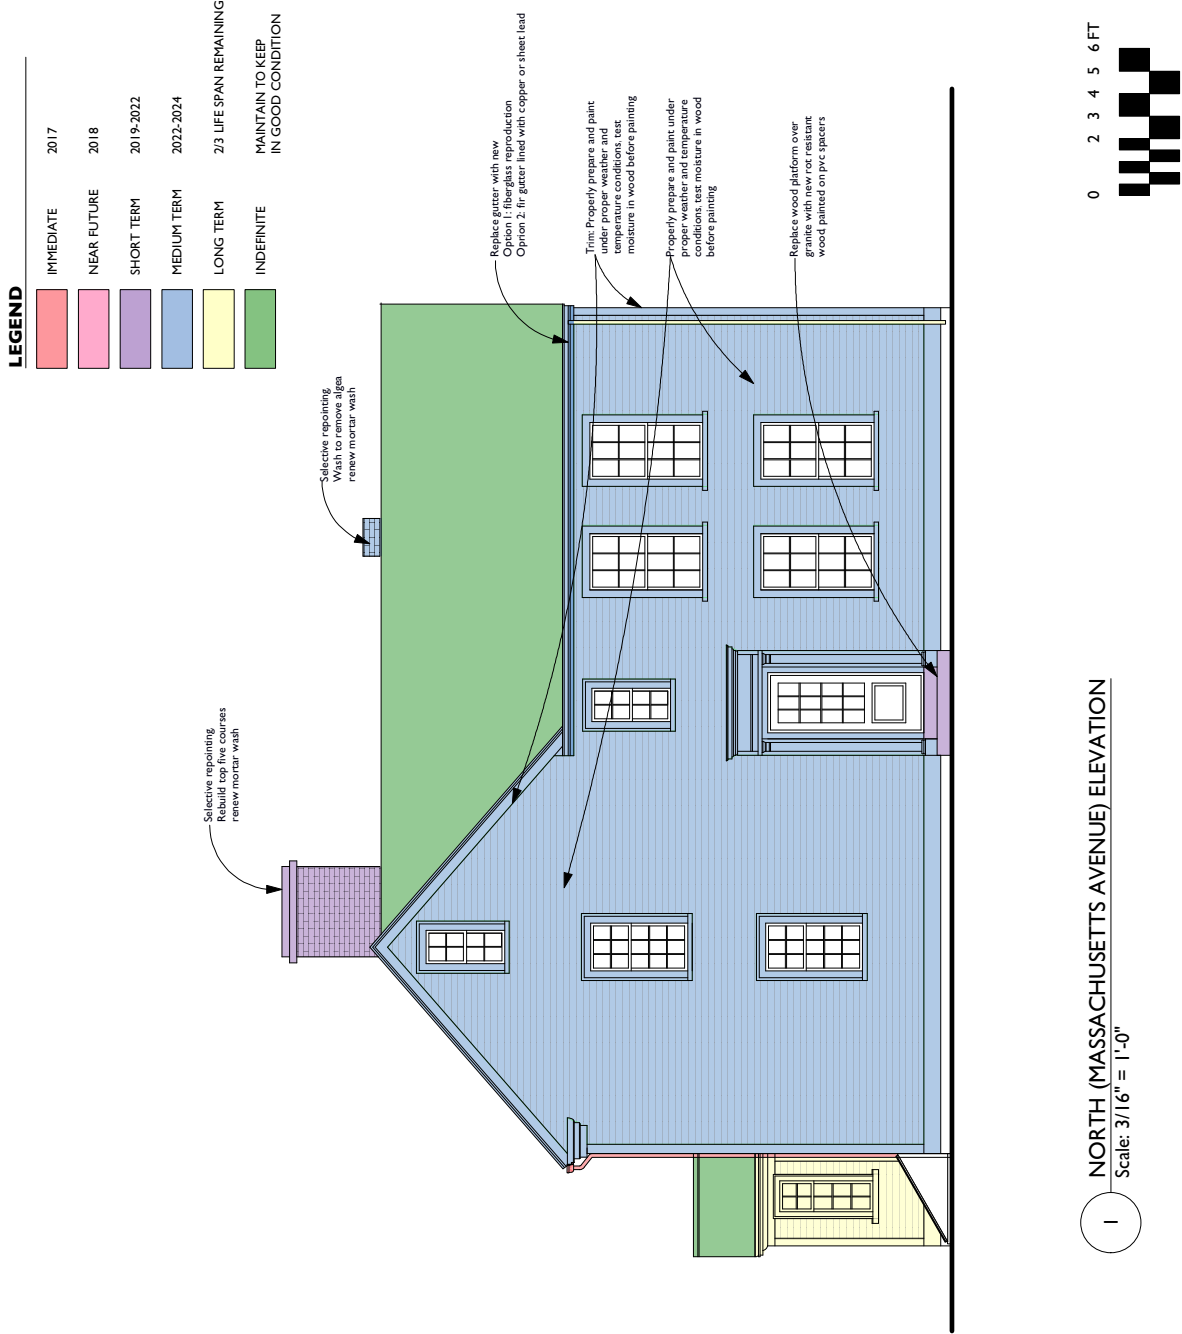 LEGEND
IMMEDIATE 2017
NEAR FUTURE 2018
SHORT TERM 2019-2022
MEDIUM TERM 2022-2024
LONG TERM 2/3 LIFE SPAN REMAINING
INDEFINITE MAINTAIN TO KEEP
IN GOOD CONDITION
Selective repointing,
Rebuild top five courses
renew mortar wash
Selective repointing,
Wash to remove algea
renew mortar wash
Replace gutter with new
Option 1: fiberglass reproduction
Oprion 2: fir gutter lined with copper or sheet lead
Trim: Properly prepare and paint
under proper weather and
temperature conditions. test
moisture in wood before painting
Properly prepare and paint under
proper weather and temperature
conditions. test moisture in wood
before painting
Replace wood platform over
granite with new rot resistant
wood painted on pvc spacers
0 2 3 4 5 6 FT
1
NORTH (MASSACHUSETTS AVENUE) ELEVATION
Scale: 3/16" = 1'-0"